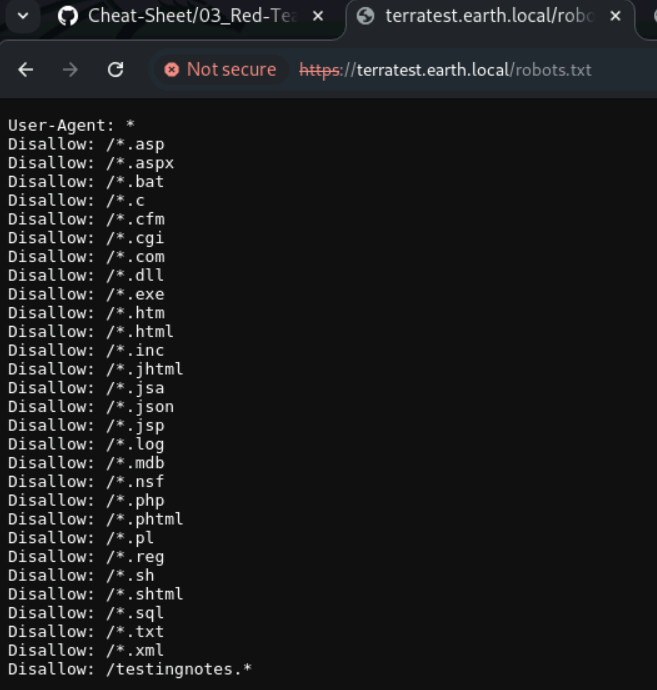 Cheat-Sheet/03_Red-Tea
terratest.earth.local/robo
Not secure https://terratest.earth.local/robots.txt
User-Agent: *
Disallow: /*.asp
Disallow: /*.aspx
Disallow: /*.bat
Disallow: /*.c
Disallow: /*.cfm
Disallow: /*.cgi
Disallow: /*.com
Disallow: /*.dll
Disallow: /*.exe
Disallow: /*.htm
Disallow: /*.html
Disallow: /*.inc
Disallow: /*.jhtml
Disallow: /*.jsa
Disallow: /*.json
Disallow: /*.jsp
Disallow: /*.log
Disallow: /*.mdb
Disallow: /*.nsf
Disallow: /*.php
Disallow: /*.phtml
Disallow: /*.pl
Disallow: /*.reg
Disallow: /*.sh
Disallow: /*.shtml
Disallow: /*.sql
Disallow: /*.txt
Disallow: /*.xml
Disallow: /testingnotes.*